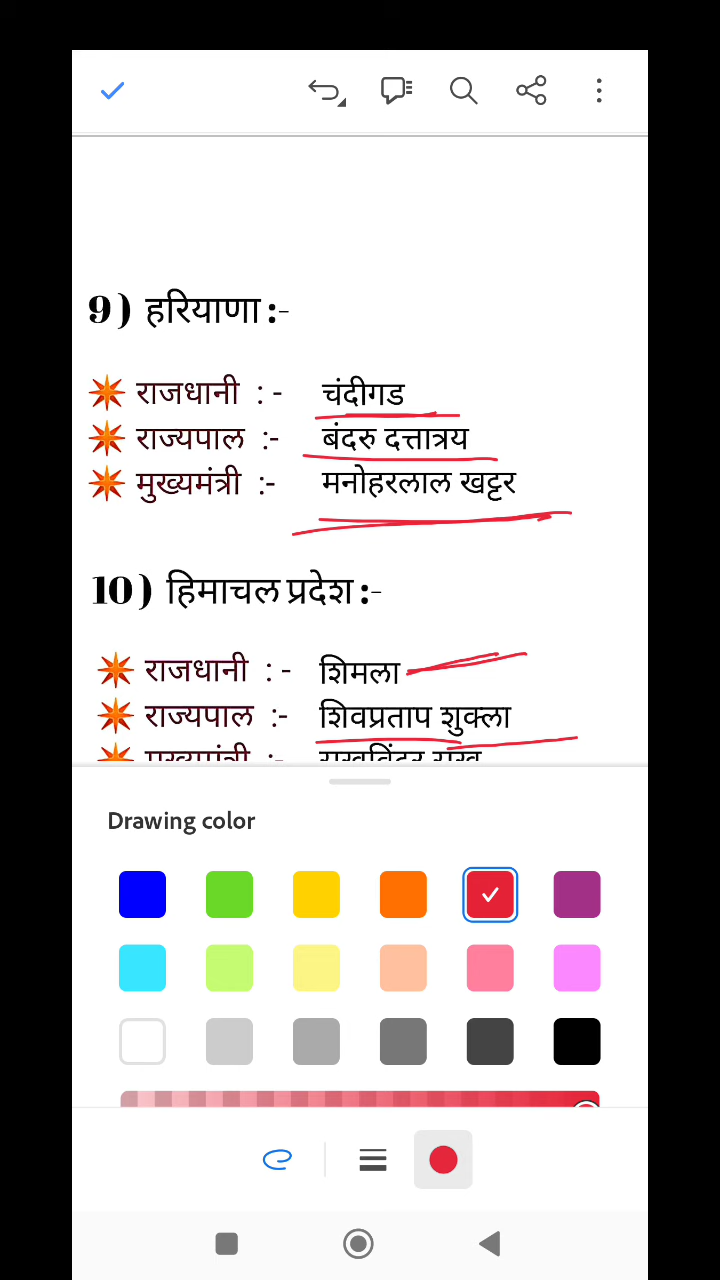 9) हरियाणा :-
राजधानी : - चंदीगड
राज्यपाल :- बंदरु दत्तात्रय
मुख्यमंत्री :- मनोहरलाल खट्टर
10) हिमाचल प्रदेश :-
राजधानी : - शिमला
राज्यपाल :- शिवप्रताप शुक्ला
Drawing color